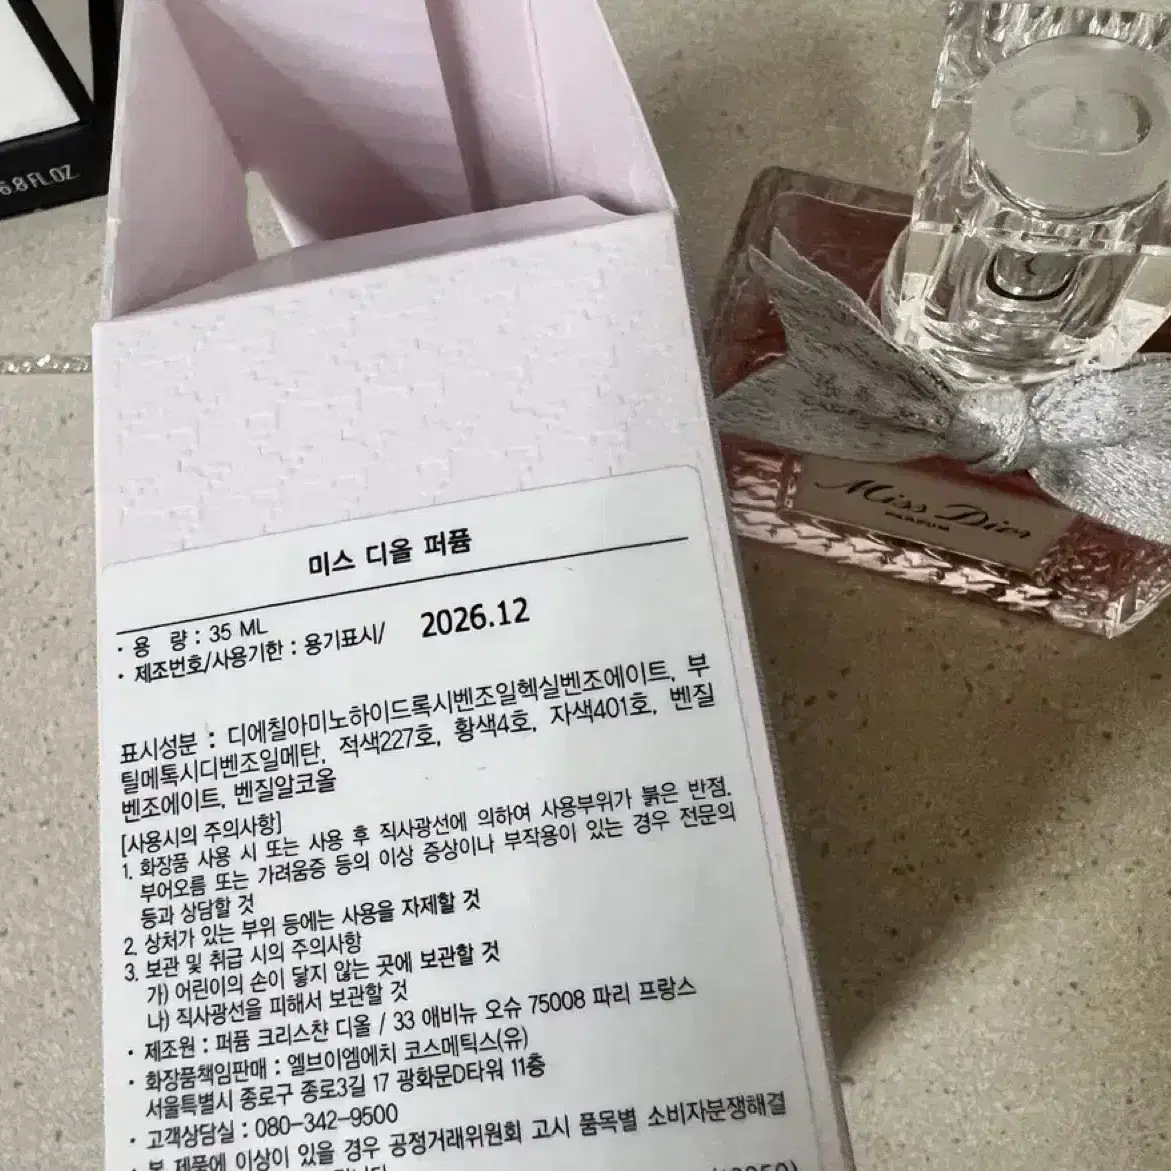 6.8 FL.OZ
Miss Dior
PARFUM
미스 디올 퍼퓸
· 용 량 : 35 ML
· 제조번호/사용기한 : 용기표시/ 2026.12
표시성분 : 디에칠아미노하이드록시벤조일헥실벤조에이트, 부
틸메톡시디벤조일메탄, 적색227호, 황색4호, 자색401호, 벤질
벤조에이트, 벤질알코올
[사용시의 주의사항]
1. 화장품 사용 시 또는 사용 후 직사광선에 의하여 사용부위가 붉은 반점,
부어오름 또는 가려움증 등의 이상 증상이나 부작용이 있는 경우 전문의
등과 상담할 것
2. 상처가 있는 부위 등에는 사용을 자제할 것
3. 보관 및 취급 시의 주의사항
가) 어린이의 손이 닿지 않는 곳에 보관할 것
나) 직사광선을 피해서 보관할 것
· 제조원 : 퍼퓸 크리스챤 디올 / 33 애비뉴 오슈 75008 파리 프랑스
· 화장품책임판매 : 엘브이엠에치 코스메틱스(유)
서울특별시 종로구 종로3길 17 광화문D타워 11층
· 고객상담실 : 080-342-9500
· 본 제품에 이상이 있을 경우 공정거래위원회 고시 품목별 소비자분쟁해결